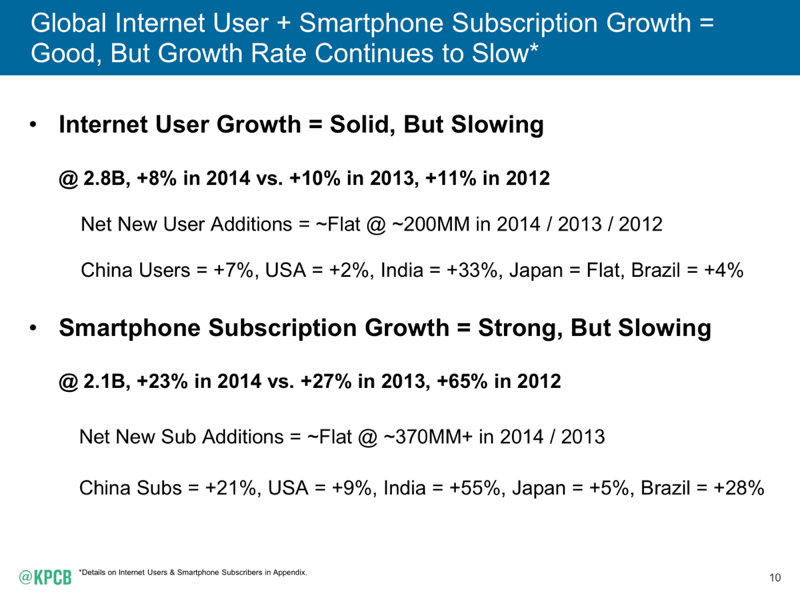 Global Internet User + Smartphone Subscription Growth =
Good, But Growth Rate Continues to Slow*
• Internet User Growth = Solid, But Slowing
@ 2.8B, +8% in 2014 vs. +10% in 2013, +11% in 2012
Net New User Additions = ~Flat @ ~200MM in 2014 / 2013 / 2012
China Users = +7%, USA = +2%, India = +33%, Japan = Flat, Brazil = +4%
• Smartphone Subscription Growth = Strong, But Slowing
@ 2.1B, +23% in 2014 vs. +27% in 2013, +65% in 2012
Net New Sub Additions = ~Flat @ ~370MM+ in 2014 / 2013
China Subs = +21%, USA = +9%, India = +55%, Japan = +5%, Brazil = +28%
@KPCB
*Details on Internet Users & Smartphone Subscribers in Appendix.
10